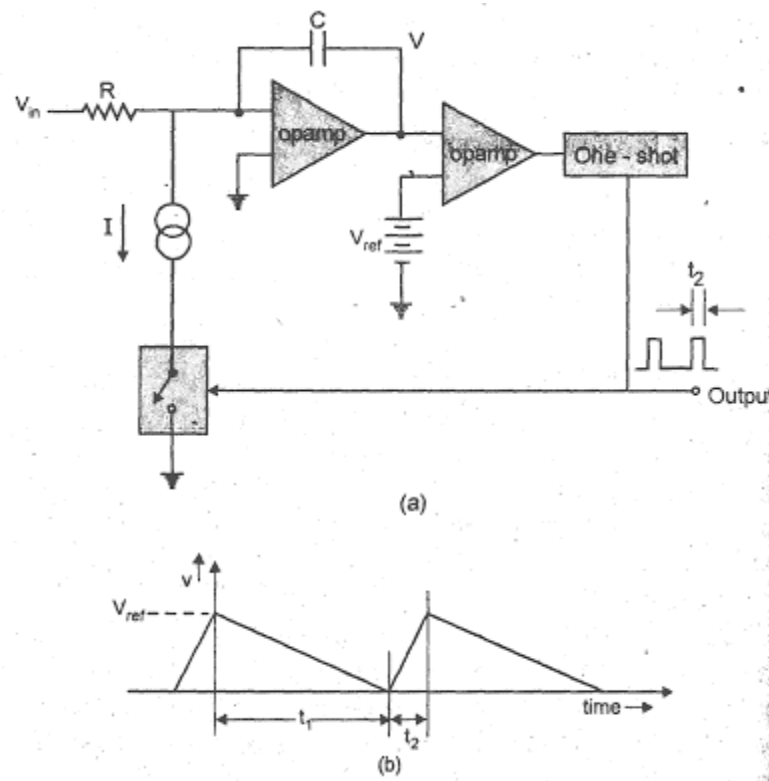 C
V
R
V_in
opamp
opamp
One - shot
I
V_ref
t_2
Output
(a)
v
V_ref
t_1
t_2
time
(b)